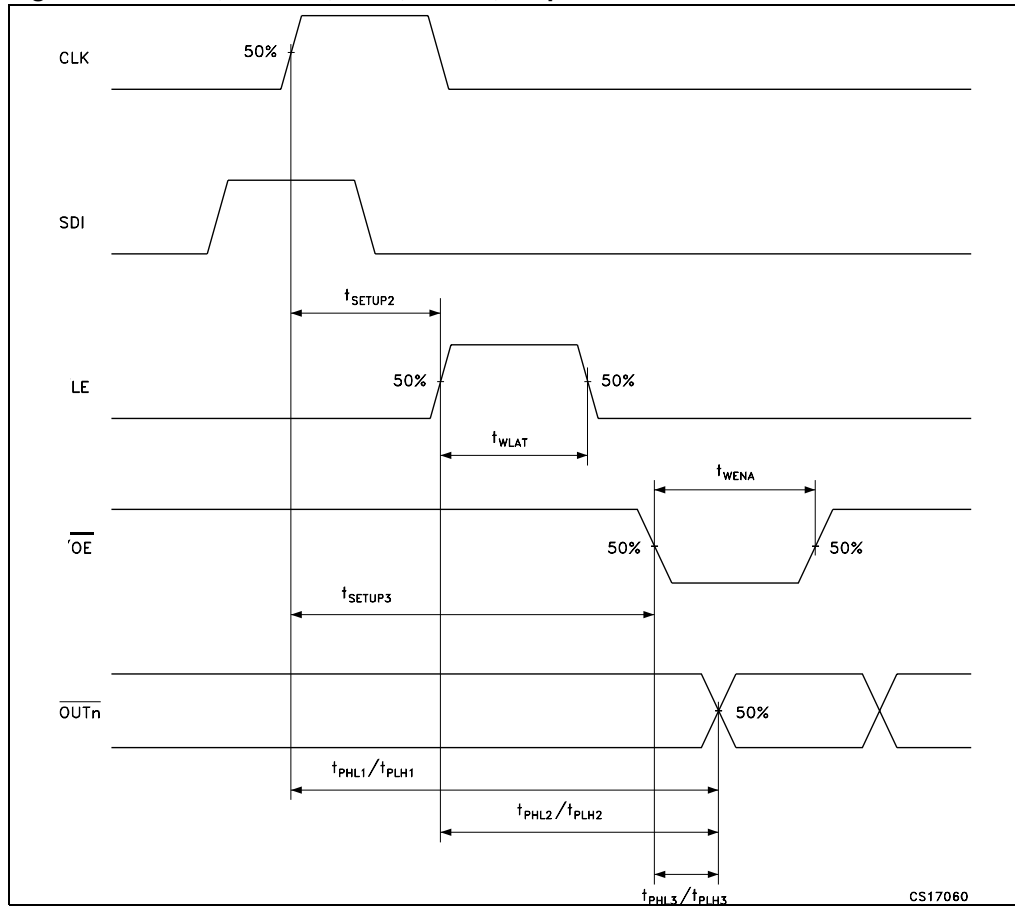 CLK
50%
SDI
tSETUP2
LE
50%
50%
tWLAT
tWENA
'OE
50%
50%
tSETUP3
OUTn
50%
tPHL1/tPLH1
tPHL2/tPLH2
tPHL3/tPLH3
CS17060